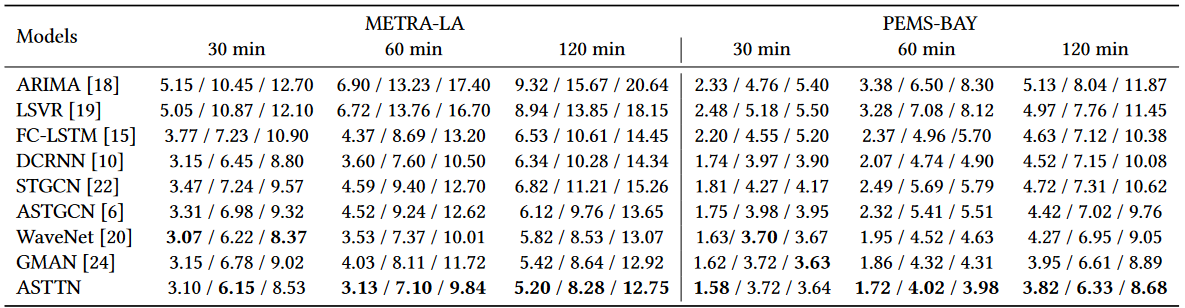 METRA-LA PEMS-BAY
Models
30 min 60 min 120 min 30 min 60 min 120 min
ARIMA [18] 5.15 / 10.45 / 12.70 6.90 / 13.23 / 17.40 9.32 / 15.67 / 20.64 2.33 / 4.76 / 5.40 3.38 / 6.50 / 8.30 5.13 / 8.04 / 11.87
LSVR [19] 5.05 / 10.87 / 12.10 6.72 / 13.76 / 16.70 8.94 / 13.85 / 18.15 2.48 / 5.18 / 5.50 3.28 / 7.08 / 8.12 4.97 / 7.76 / 11.45
FC-LSTM [15] 3.77 / 7.23 / 10.90 4.37 / 8.69 / 13.20 6.53 / 10.61 / 14.45 2.20 / 4.55 / 5.20 2.37 / 4.96 /5.70 4.63 / 7.12 / 10.38
DCRNN [10] 3.15 / 6.45 / 8.80 3.60 / 7.60 / 10.50 6.34 / 10.28 / 14.34 1.74 / 3.97 / 3.90 2.07 / 4.74 / 4.90 4.52 / 7.15 / 10.08
STGCN [22] 3.47 / 7.24 / 9.57 4.59 / 9.40 / 12.70 6.82 / 11.21 / 15.26 1.81 / 4.27 / 4.17 2.49 / 5.69 / 5.79 4.72 / 7.31 / 10.62
ASTGCN [6] 3.31 / 6.98 / 9.32 4.52 / 9.24 / 12.62 6.12 / 9.76 / 13.65 1.75 / 3.98 / 3.95 2.32 / 5.41 / 5.51 4.42 / 7.02 / 9.76
WaveNet [20] 3.07 / 6.22 / 8.37 3.53 / 7.37 / 10.01 5.82 / 8.53 / 13.07 1.63/ 3.70 / 3.67 1.95 / 4.52 / 4.63 4.27 / 6.95 / 9.05
GMAN [24] 3.15 / 6.78 / 9.02 4.03 / 8.11 / 11.72 5.42 / 8.64 / 12.92 1.62 / 3.72 / 3.63 1.86 / 4.32 / 4.31 3.95 / 6.61 / 8.89
ASTTN 3.10 / 6.15 / 8.53 3.13 / 7.10 / 9.84 5.20 / 8.28 / 12.75 1.58 / 3.72 / 3.64 1.72 / 4.02 / 3.98 3.82 / 6.33 / 8.68